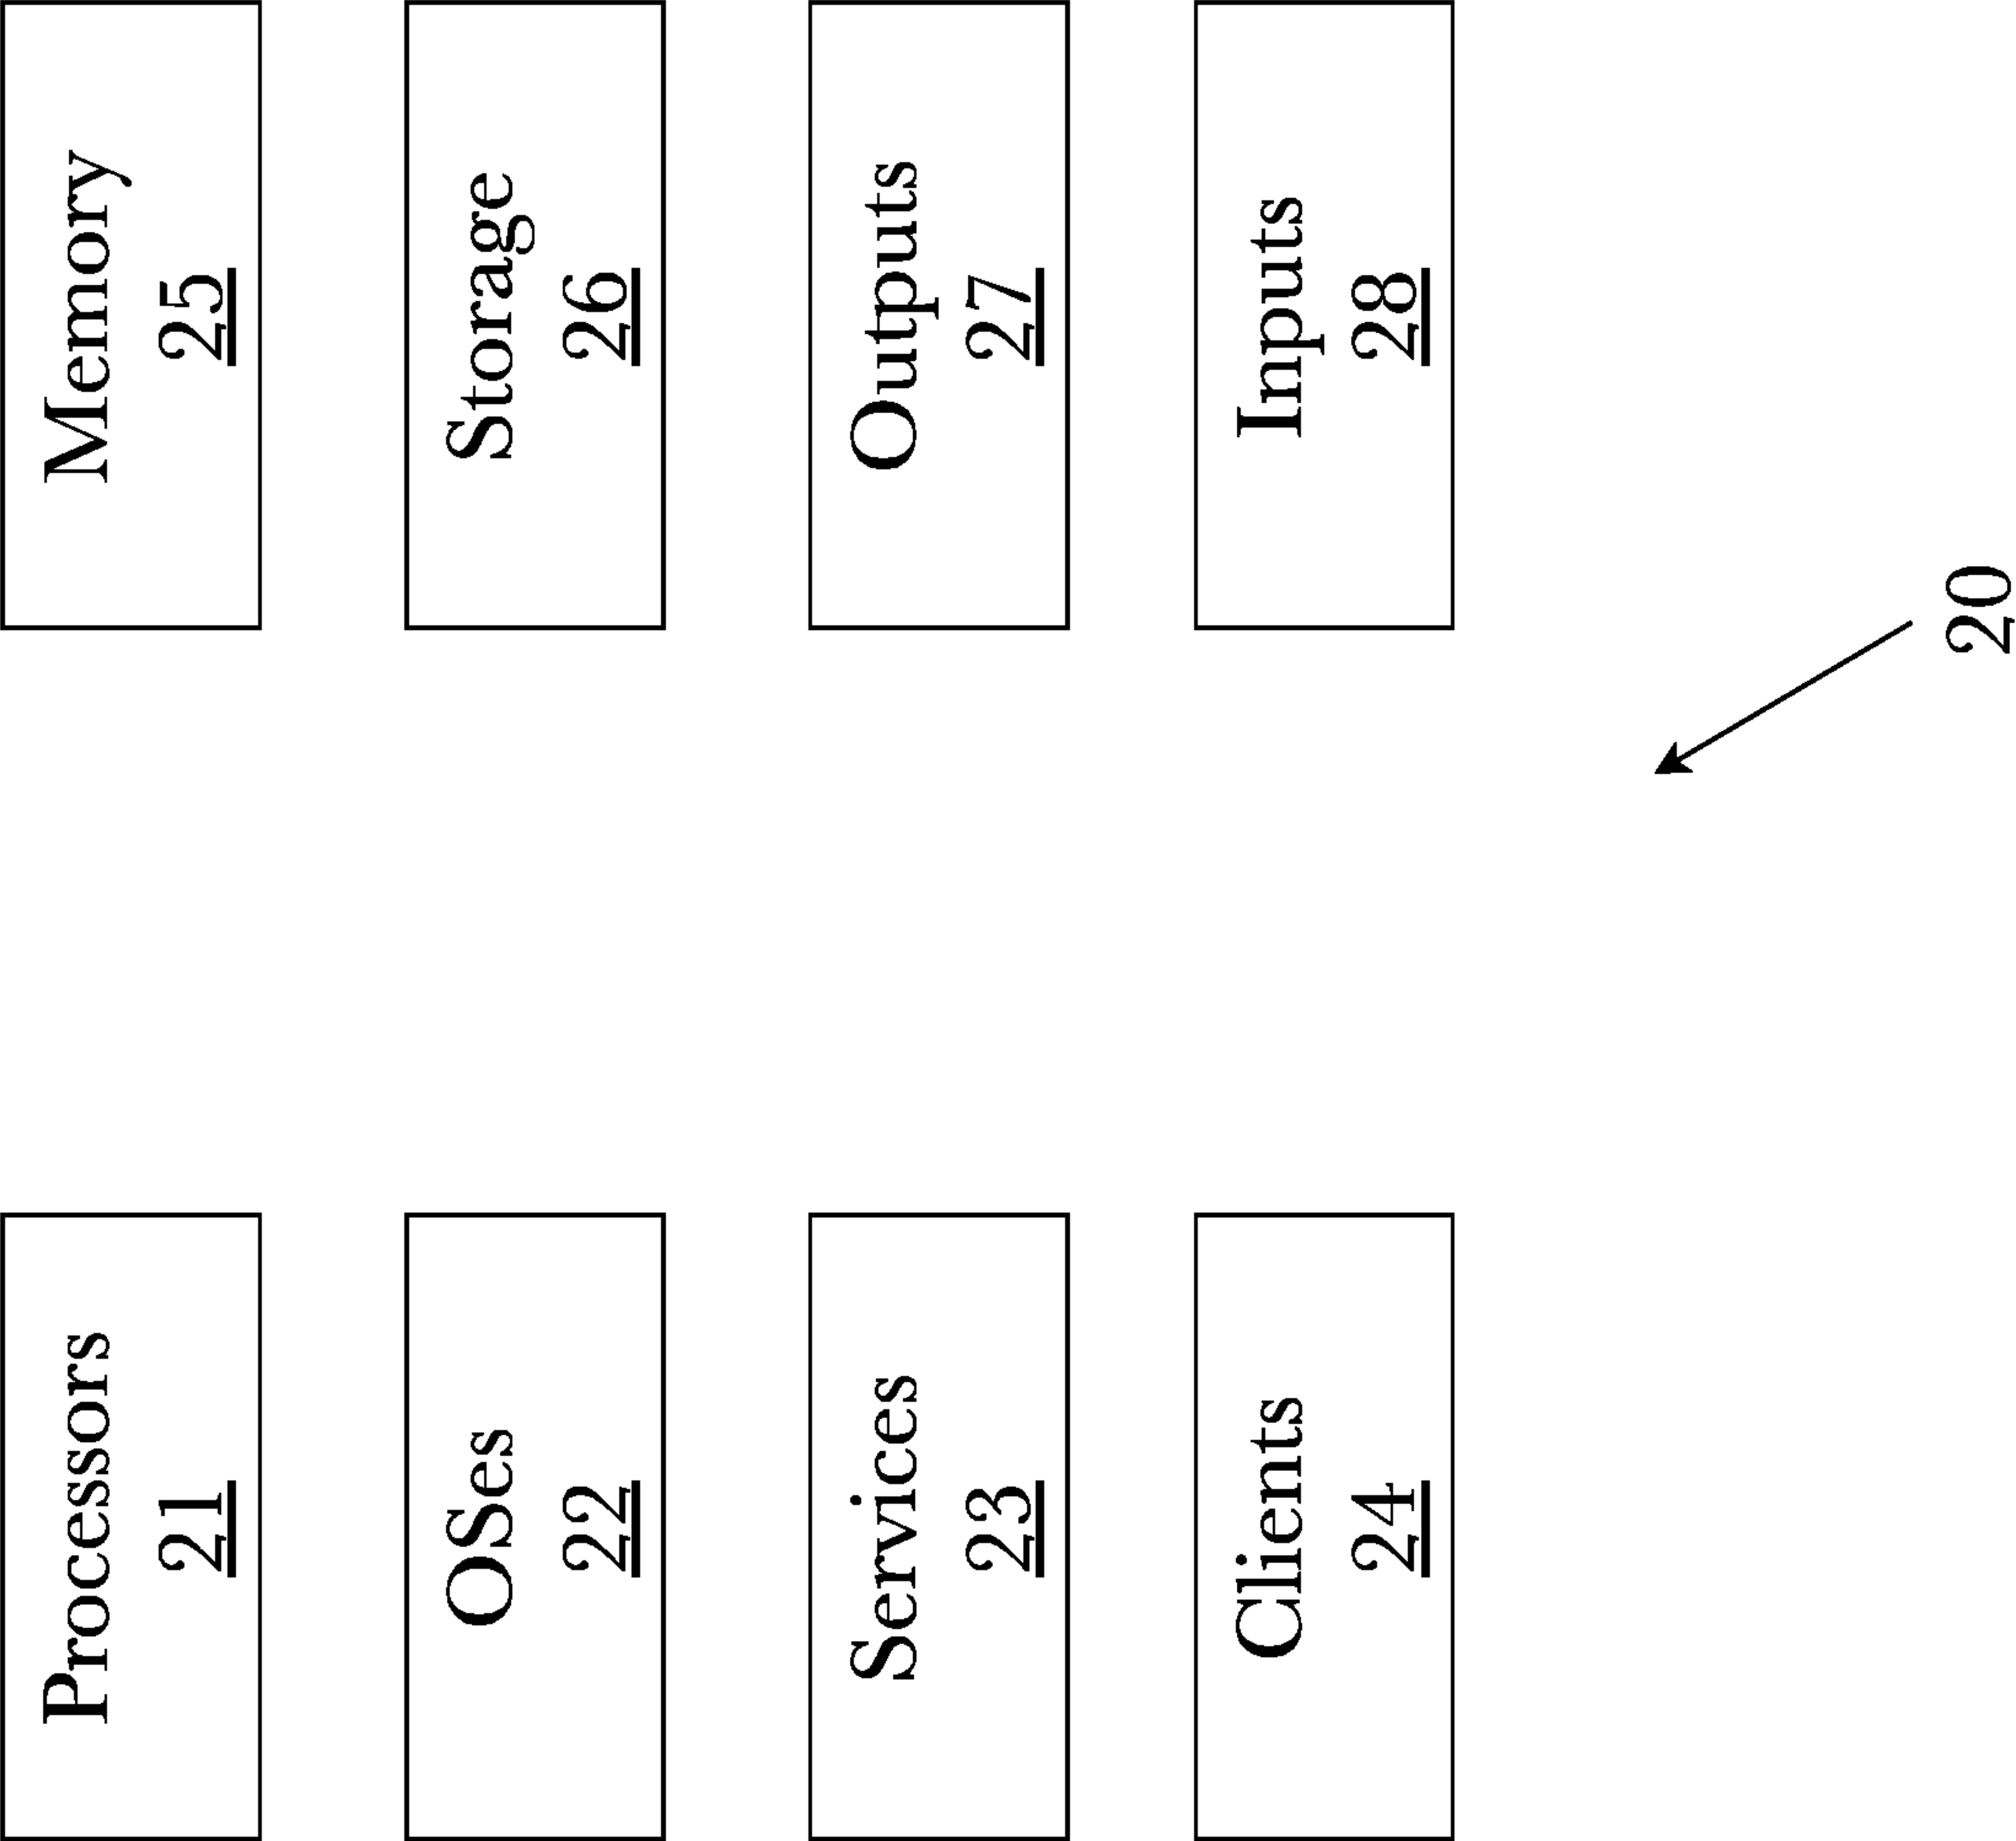 Processors
21
Memory
25
OSes
22
Storage
26
Services
23
Outputs
27
Clients
24
Inputs
28
20